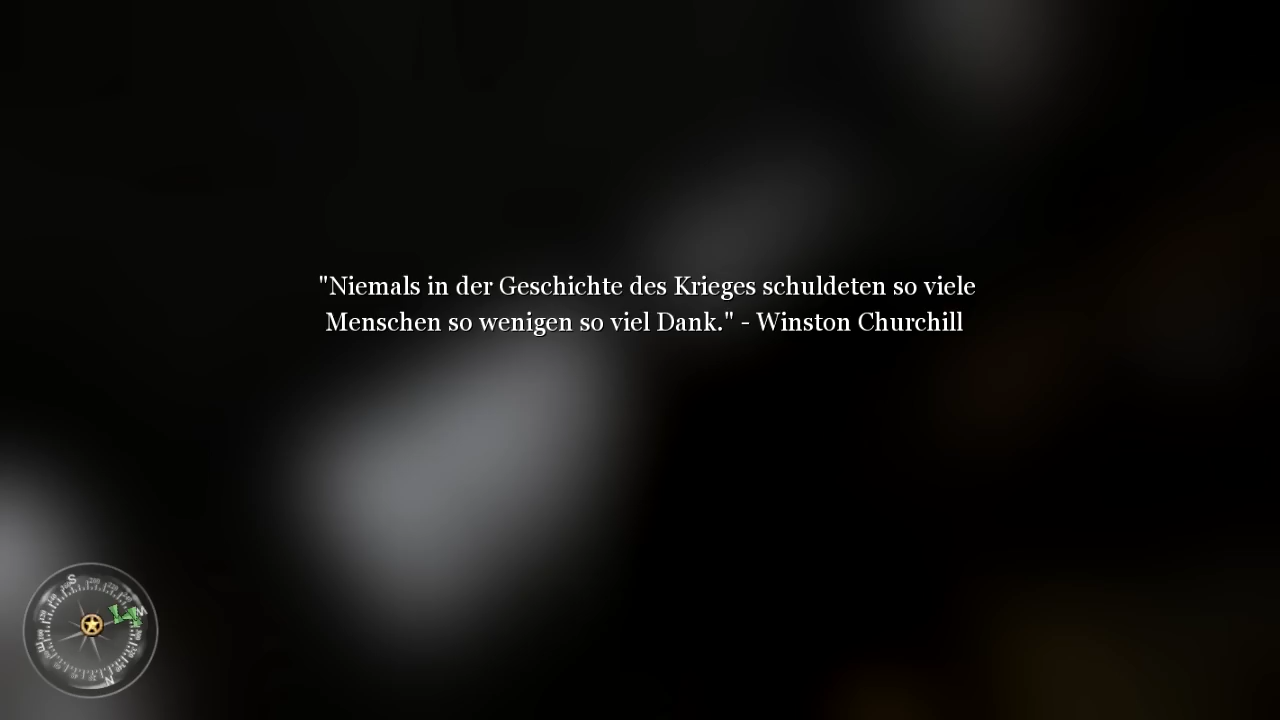 "Niemals in der Geschichte des Krieges schuldeten so viele
Menschen so wenigen so viel Dank." - Winston Churchill
S
N
E